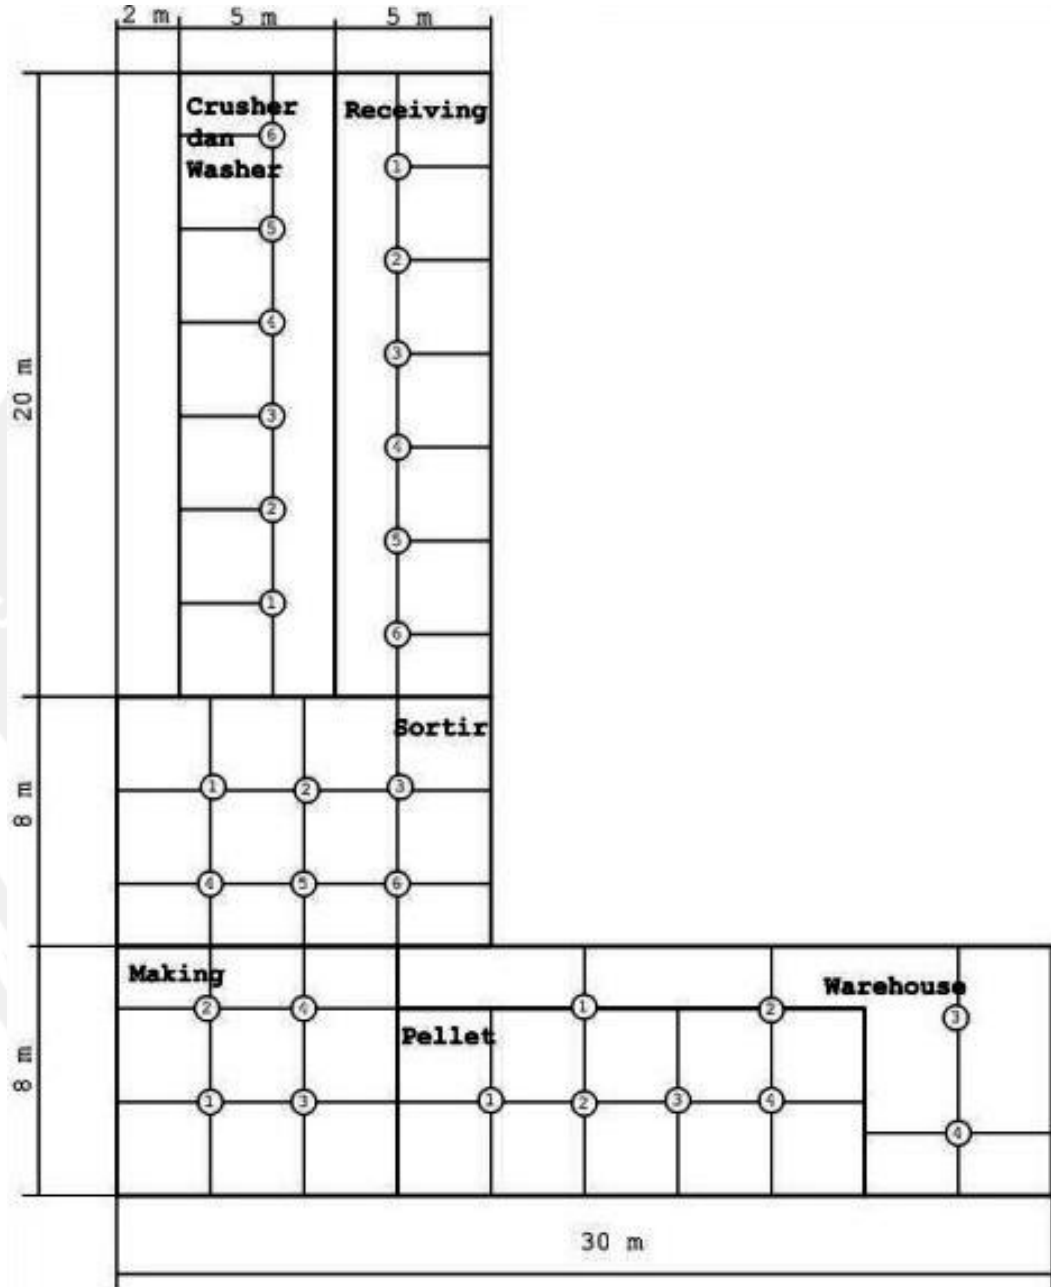 2 m 5 m 5 m
Crusher
dan
Washer
Receiving
6
1
5
2
4
3
20 m
3
4
2
5
1
6
Sortir
1 2 3
8 m
4 5 6
Making
Warehouse
2 4 1 2 3
Pellet
8 m
1 3 1 2 3 4
4
30 m